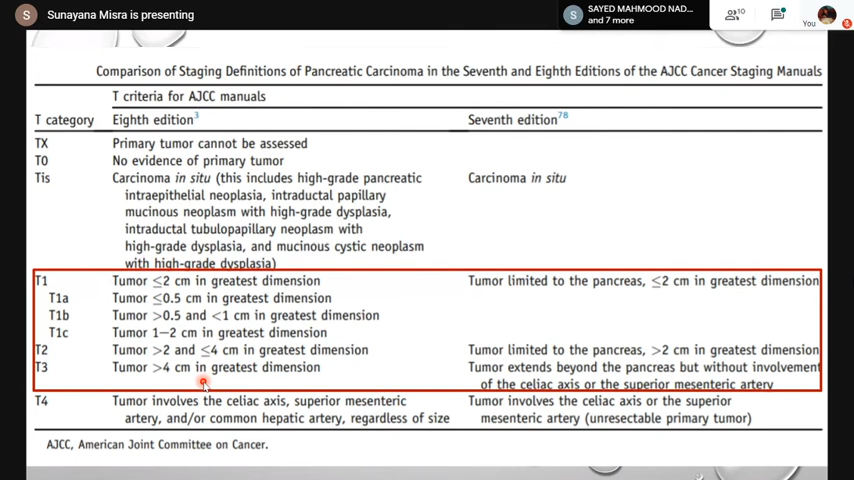 S Sunayana Misra is presenting
S SAYED MAHMOOD NAD...
and 7 more
10
You
Comparison of Staging Definitions of Pancreatic Carcinoma in the Seventh and Eighth Editions of the AJCC Cancer Staging Manuals
T criteria for AJCC manuals
T category Eighth edition3 Seventh edition78
TX Primary tumor cannot be assessed
T0 No evidence of primary tumor
Tis Carcinoma in situ (this includes high-grade pancreatic Carcinoma in situ
intraepithelial neoplasia, intraductal papillary
mucinous neoplasm with high-grade dysplasia,
intraductal tubulopapillary neoplasm with
high-grade dysplasia, and mucinous cystic neoplasm
with high-grade dysplasia)
T1 Tumor ≤2 cm in greatest dimension Tumor limited to the pancreas, ≤2 cm in greatest dimension
T1a Tumor ≤0.5 cm in greatest dimension
T1b Tumor >0.5 and <1 cm in greatest dimension
T1c Tumor 1–2 cm in greatest dimension
T2 Tumor >2 and ≤4 cm in greatest dimension Tumor limited to the pancreas, >2 cm in greatest dimension
T3 Tumor >4 cm in greatest dimension Tumor extends beyond the pancreas but without involvement
of the celiac axis or the superior mesenteric artery
T4 Tumor involves the celiac axis, superior mesenteric Tumor involves the celiac axis or the superior
artery, and/or common hepatic artery, regardless of size mesenteric artery (unresectable primary tumor)
AJCC, American Joint Committee on Cancer.